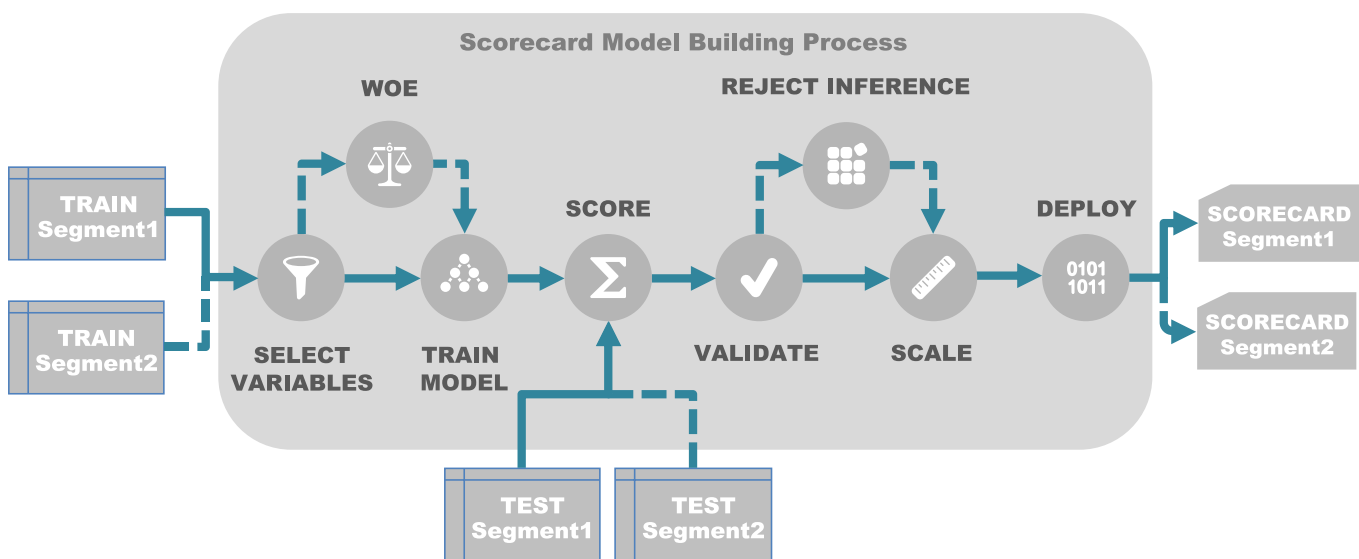 Scorecard Model Building Process
WOE
REJECT INFERENCE
TRAIN
Segment1
SCORE
DEPLOY
SCORECARD
Segment1
0101
1011
TRAIN
Segment2
SELECT
VARIABLES
TRAIN
MODEL
VALIDATE
SCALE
SCORECARD
Segment2
TEST
Segment1
TEST
Segment2